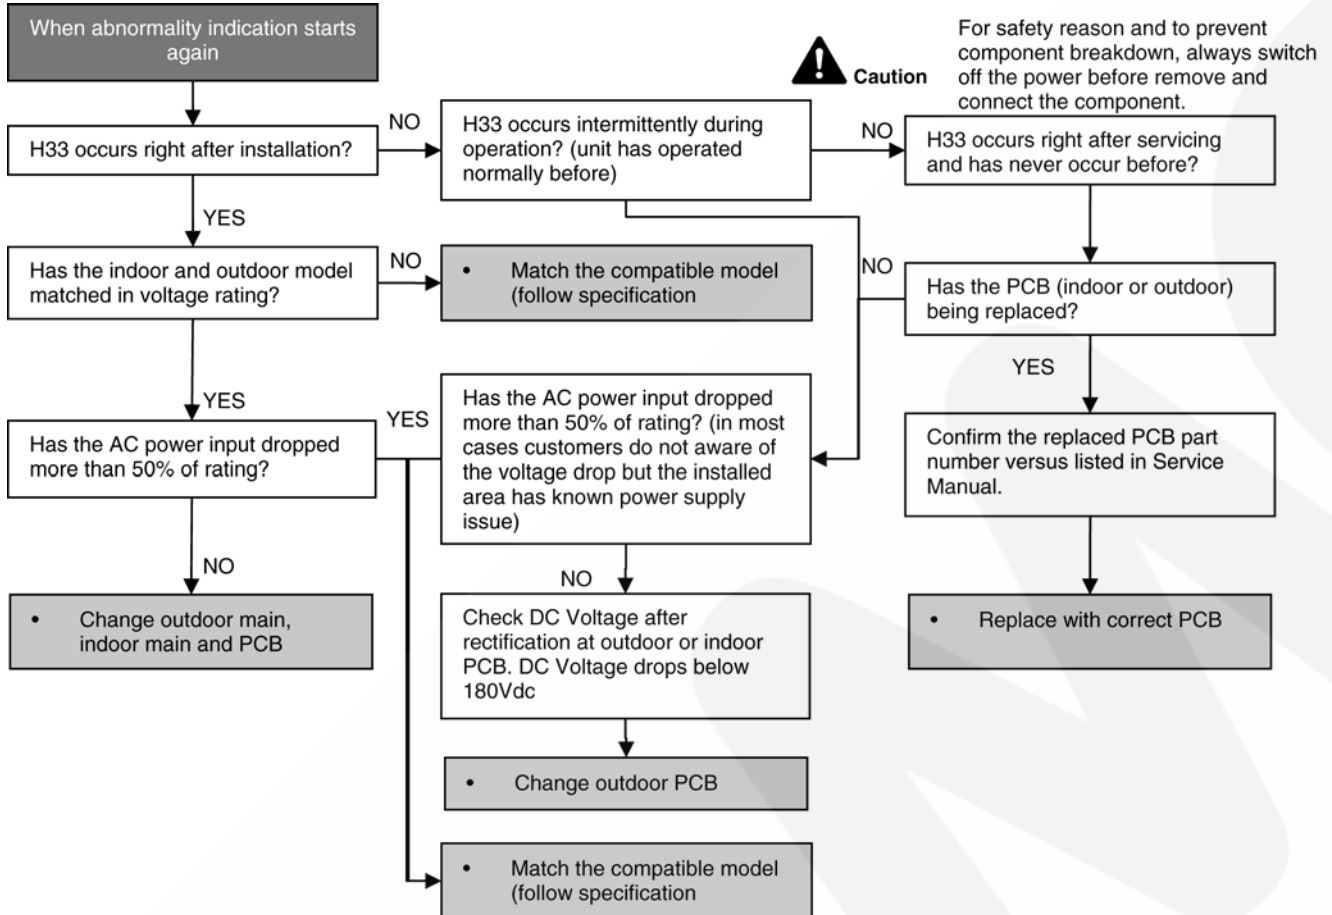 When abnormality indication starts
again
Caution
For safety reason and to prevent
component breakdown, always switch
off the power before remove and
connect the component.
H33 occurs right after installation?
NO
H33 occurs intermittently during
operation? (unit has operated
normally before)
NO
H33 occurs right after servicing
and has never occur before?
YES
Has the indoor and outdoor model
matched in voltage rating?
NO
• Match the compatible model
(follow specification
NO
Has the PCB (indoor or outdoor)
being replaced?
YES
YES
Has the AC power input dropped
more than 50% of rating?
YES
Has the AC power input dropped
more than 50% of rating? (in most
cases customers do not aware of
the voltage drop but the installed
area has known power supply
issue)
Confirm the replaced PCB part
number versus listed in Service
Manual.
NO
• Change outdoor main,
indoor main and PCB
NO
Check DC Voltage after
rectification at outdoor or indoor
PCB. DC Voltage drops below
180Vdc
• Replace with correct PCB
• Change outdoor PCB
• Match the compatible model
(follow specification